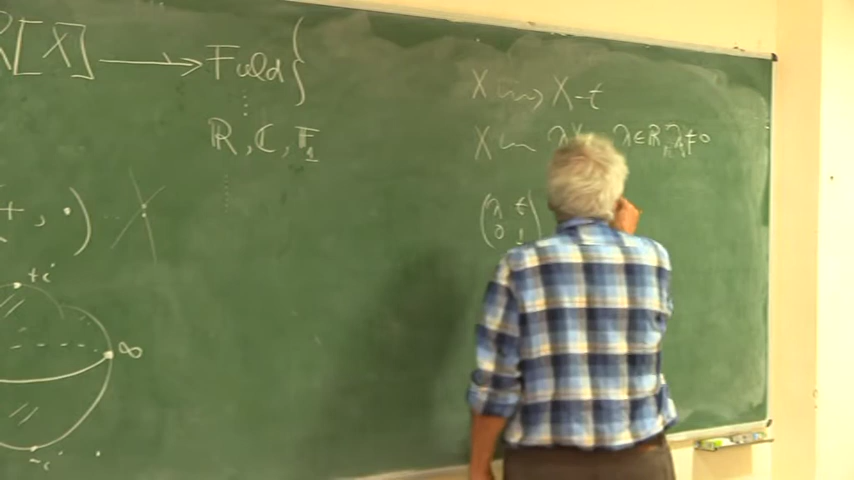 R[X] ⟶ Field {
ℝ, ℂ, 𝔽₁
X ⇝ X-t
X ⇝ λX λ∈ℝ, λ≠0
(λ t
0 1)
+, ·)
+i
∞
-i